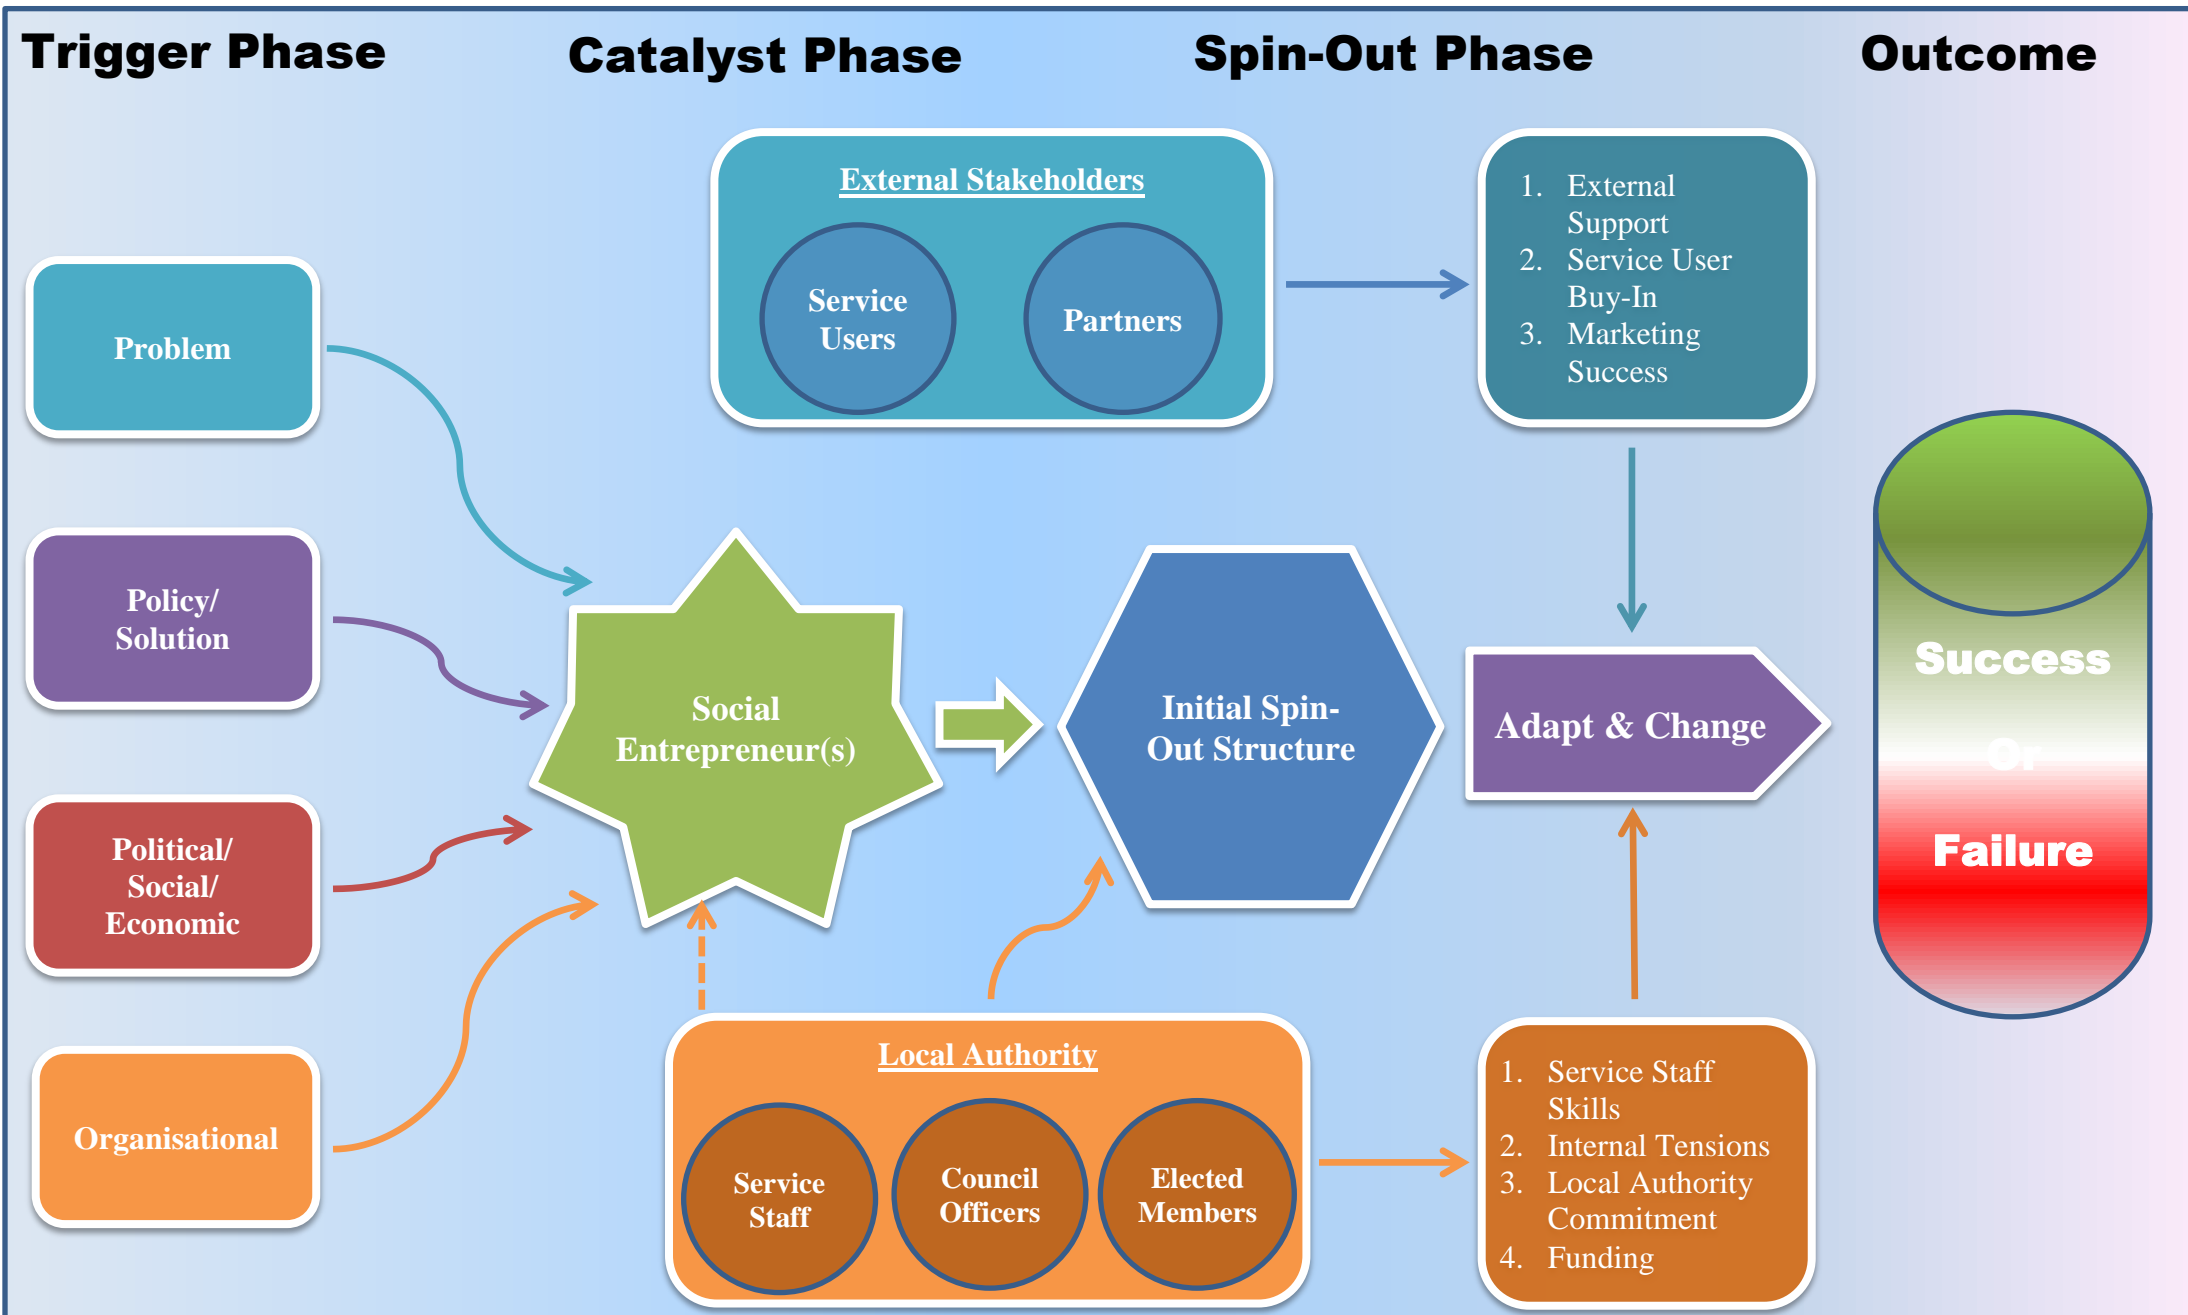 Trigger Phase
Catalyst Phase
Spin-Out Phase
Outcome
External Stakeholders
Service
Users
Partners
1. External
Support
2. Service User
Buy-In
3. Marketing
Success
Problem
Policy/
Solution
Political/
Social/
Economic
Organisational
Social
Entrepreneur(s)
Initial Spin-
Out Structure
Adapt & Change
Success
Or
Failure
Local Authority
Service
Staff
Council
Officers
Elected
Members
1. Service Staff
Skills
2. Internal Tensions
3. Local Authority
Commitment
4. Funding